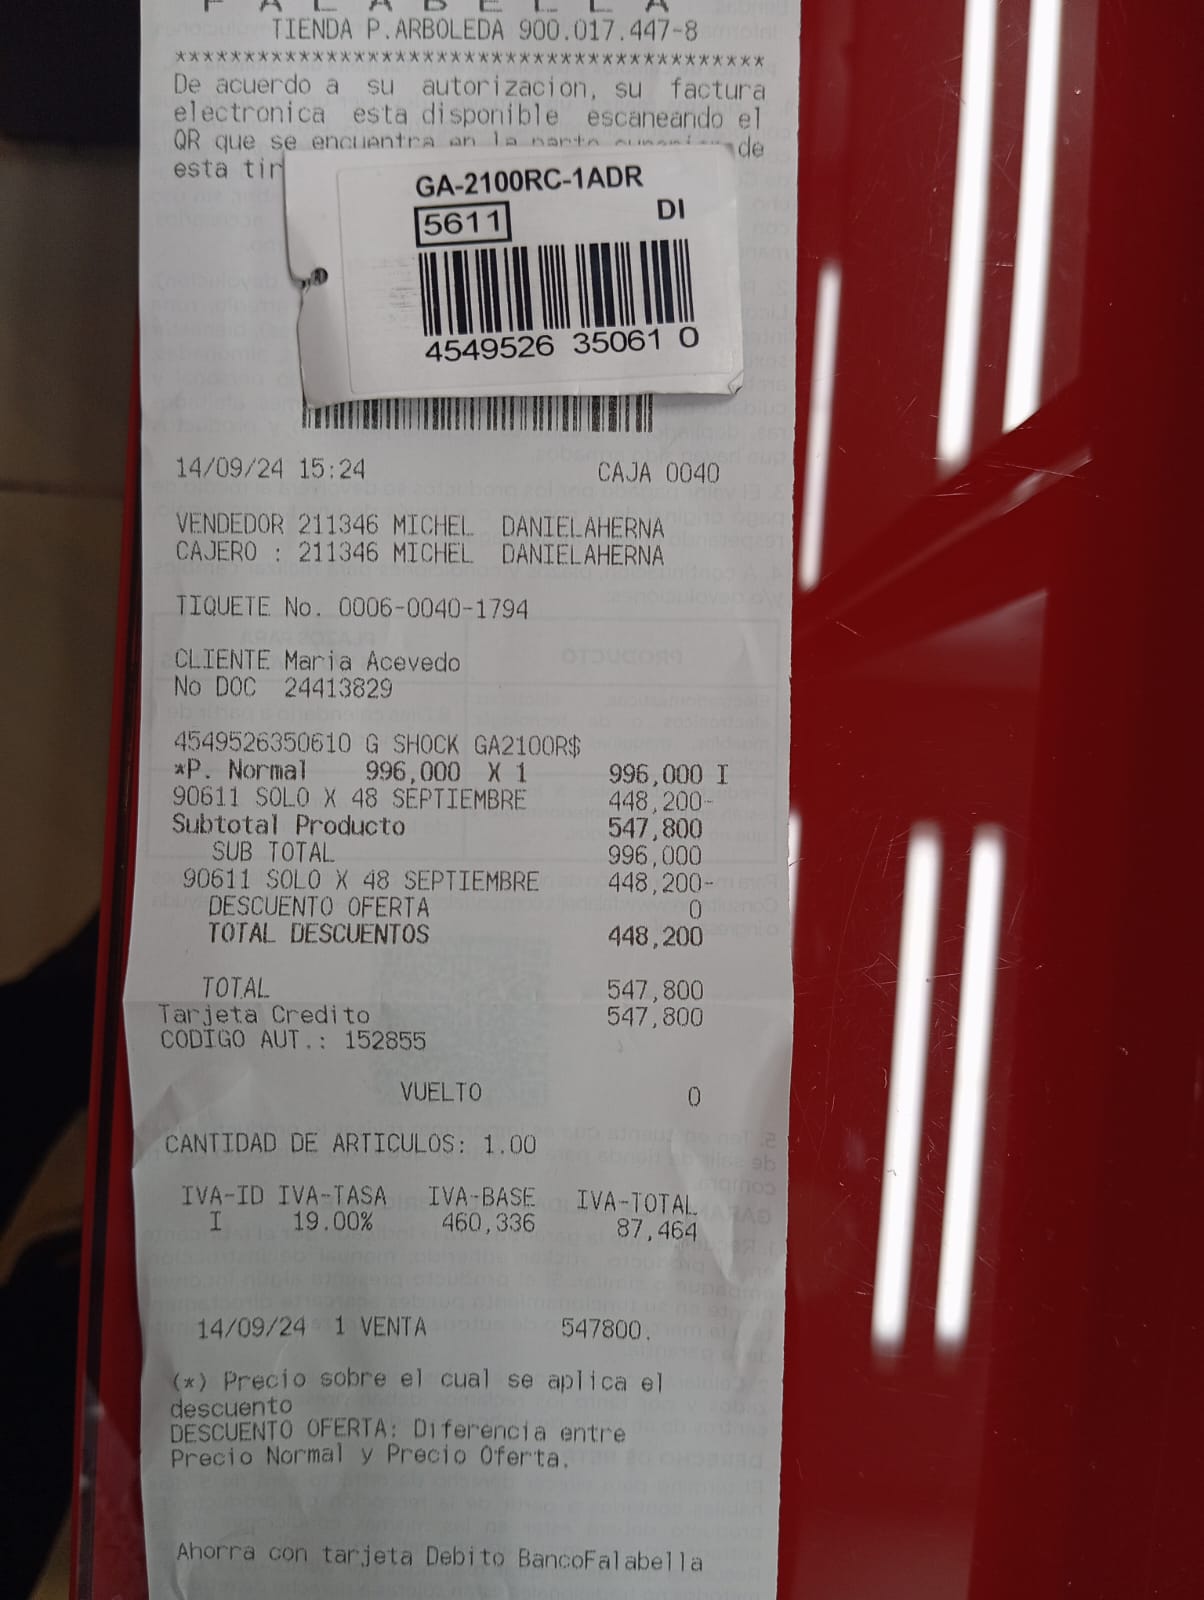 FALABELLA
TIENDA P.ARBOLEDA 900.017.447-8
*******************************************
De acuerdo a su autorizacion, su factura
electronica esta disponible escaneando el
QR que se encuentra en la parte de
esta tir
GA-2100RC-1ADR
5611 DI
4549526 35061 0
14/09/24 15:24 CAJA 0040
VENDEDOR 211346 MICHEL DANIELAHERNA
CAJERO : 211346 MICHEL DANIELAHERNA
TIQUETE No. 0006-0040-1794
CLIENTE Maria Acevedo
No DOC 24413829
4549526350610 G SHOCK GA2100R$
*P. Normal 996,000 X 1 996,000 I
90611 SOLO X 48 SEPTIEMBRE 448,200-
Subtotal Producto 547,800
SUB TOTAL 996,000
90611 SOLO X 48 SEPTIEMBRE 448,200-
DESCUENTO OFERTA 0
TOTAL DESCUENTOS 448,200
TOTAL 547,800
Tarjeta Credito 547,800
CODIGO AUT.: 152855
VUELTO 0
CANTIDAD DE ARTICULOS: 1.00
IVA-ID IVA-TASA IVA-BASE IVA-TOTAL
I 19.00% 460,336 87,464
14/09/24 1 VENTA 547800.
(*) Precio sobre el cual se aplica el
descuento
DESCUENTO OFERTA: Diferencia entre
Precio Normal y Precio Oferta.
Ahorra con tarjeta Debito BancoFalabella